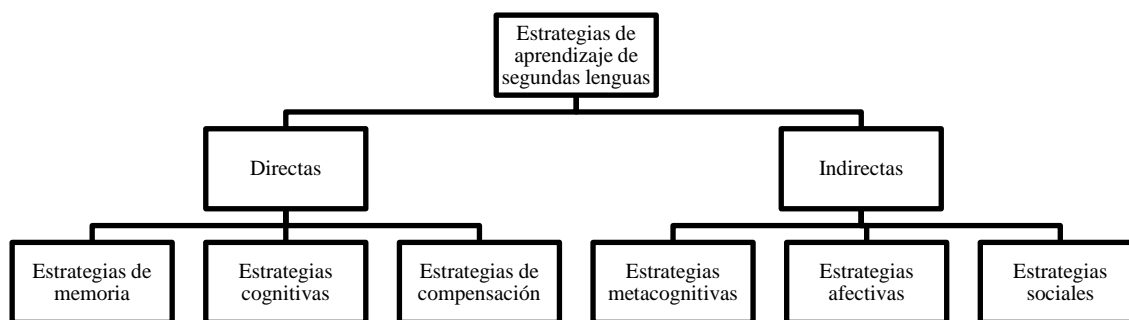 Estrategias de
aprendizaje de
segundas lenguas
Directas
Indirectas
Estrategias de
memoria
Estrategias
cognitivas
Estrategias de
compensación
Estrategias
metacognitivas
Estrategias
afectivas
Estrategias
sociales